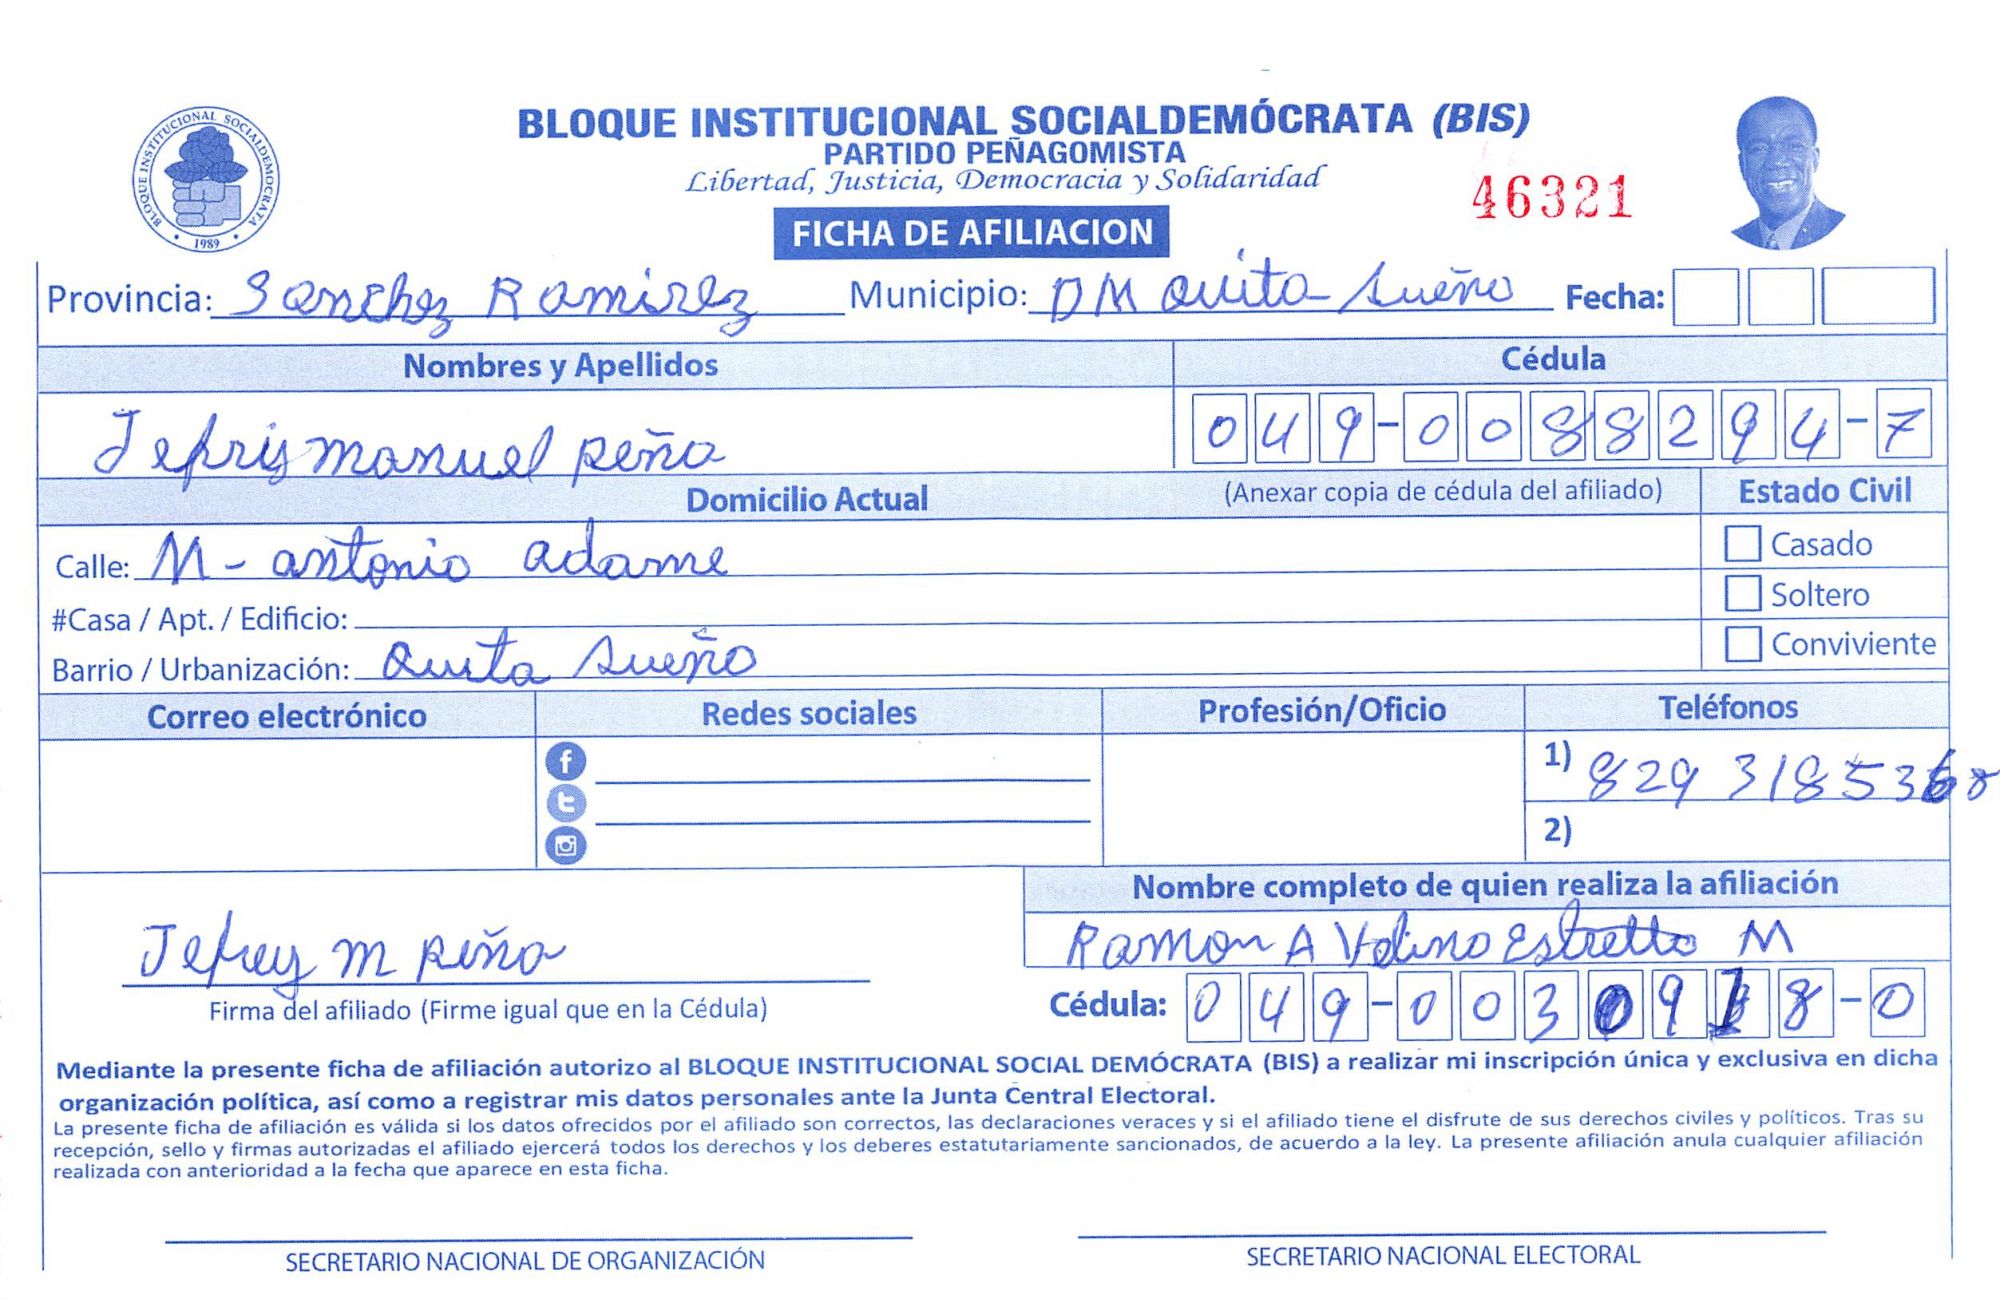 BLOQUE INSTITUCIONAL SOCIALDEMÓCRATA (BIS)
PARTIDO PEÑAGOMISTA
Libertad, Justicia, Democracia y Solidaridad
46321
FICHA DE AFILIACION
BLOQUE INSTITUCIONAL SOCIALDEMOCRATA
1989
Provincia: Sanchez Ramirez Municipio: DM Quita Sueño Fecha:
Nombres y Apellidos Cédula
Jefris manuel peña 049-0088294-7
Domicilio Actual (Anexar copia de cédula del afiliado) Estado Civil
Calle: M- antonio adame Casado
#Casa / Apt. / Edificio: Soltero
Barrio / Urbanización: Quita Sueño Conviviente
Correo electrónico Redes sociales Profesión/Oficio Teléfonos
1) 829 3185368
2)
Nombre completo de quien realiza la afiliación
Jefrey m peña Ramon A M
Firma del afiliado (Firme igual que en la Cédula) Cédula: 049-0030918-0
Mediante la presente ficha de afiliación autorizo al BLOQUE INSTITUCIONAL SOCIAL DEMÓCRATA (BIS) a realizar mi inscripción única y exclusiva en dicha
organización política, así como a registrar mis datos personales ante la Junta Central Electoral.
La presente ficha de afiliación es válida si los datos ofrecidos por el afiliado son correctos, las declaraciones veraces y si el afiliado tiene el disfrute de sus derechos civiles y políticos. Tras su
recepción, sello y firmas autorizadas el afiliado ejercerá todos los derechos y los deberes estatutariamente sancionados, de acuerdo a la ley. La presente afiliación anula cualquier afiliación
realizada con anterioridad a la fecha que aparece en esta ficha.
SECRETARIO NACIONAL DE ORGANIZACIÓN SECRETARIO NACIONAL ELECTORAL